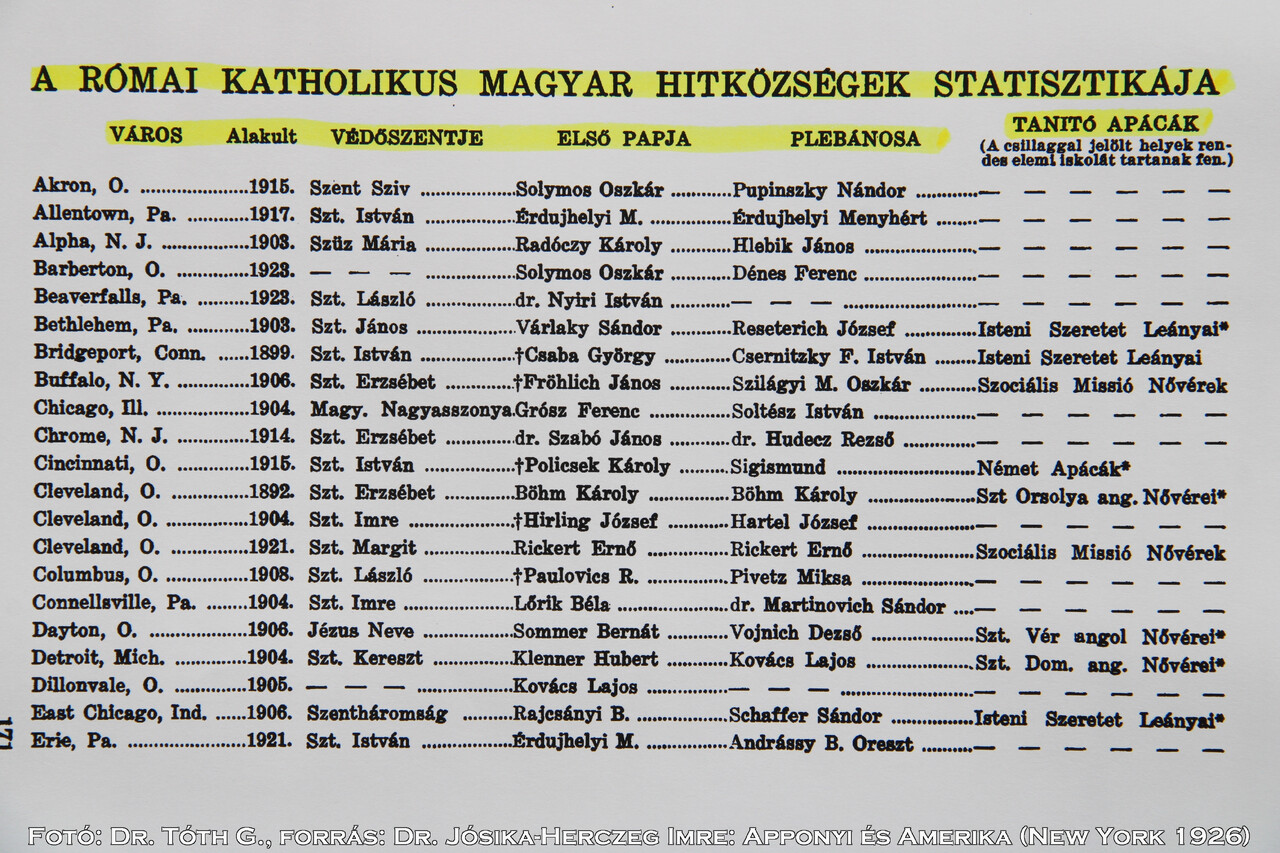 A RÓMAI KATHOLIKUS MAGYAR HITKÖZSÉGEK STATISZTIKÁJA
VÁROS Alakult VÉDŐSZENTJE ELSŐ PAPJA PLEBÁNOSA TANITÓ APÁCÁK
(A csillaggal jelölt helyek ren-
des elemi iskolát tartanak fen.)
Akron, O. ..................1915. Szent Sziv ................Solymos Oszkár ...........Pupinszky Nándor ...........— — — — — —
Allentown, Pa. ............1917. Szt. István ...............Érdujhelyi M. ..............Érdujhelyi Menyhért ........— — — — — —
Alpha, N. J. ................1903. Szüz Mária ...............Radóczy Károly ..........Hlebik János ....................— — — — — —
Barberton, O. .............1923. — — — ................Solymos Oszkár ..........Dénes Ferenc ....................— — — — — —
Beaverfalls, Pa. ..........1923. Szt. László ...............dr. Nyiri István ..........— — — ........................— — — — — —
Bethlehem, Pa. ..........1903. Szt. János ................Várlaky Sándor ..........Reseterich József .............Isteni Szeretet Leányai*
Bridgeport, Conn. .....1899. Szt. István ...............†Csaba György ...........Csernitzky F. István .......Isteni Szeretet Leányai
Buffalo, N. Y. .............1906. Szt. Erzsébet ............†Fröhlich János ..........Szilágyi M. Oszkár ..........Szociális Missió Nővérek
Chicago, Ill. ................1904. Magy. Nagyasszonya.Grósz Ferenc .............Soltész István ..................— — — — — —
Chrome, N. J. .............1914. Szt. Erzsébet ............dr. Szabó János ..........dr. Hudecz Rezső .............— — — — — —
Cincinnati, O. .............1915. Szt. István ...............†Policsek Károly ........Sigismund ........................Német Apácák*
Cleveland, O. .............1892. Szt. Erzsébet ............Böhm Károly ..............Böhm Károly ..................Szt Orsolya ang. Nővérei*
Cleveland, O. ..............1904. Szt. Imre .................†Hirling József ...........Hartel József ..................— — — — — —
Cleveland, O. ..............1921. Szt. Margit ...............Rickert Ernő ..............Rickert Ernő ..................Szociális Missió Nővérek
Columbus, O. .............1908. Szt. László ...............†Paulovics R. .............Pivetz Miksa ....................— — — — — —
Connellsville, Pa. ........1904. Szt. Imre .................Lőrik Béla ...................dr. Martinovich Sándor ....— — — — — —
Dayton, O. .................1906. Jézus Neve ...............Sommer Bernát ..........Vojnich Dezső ..................Szt. Vér angol Nővérei*
Detroit, Mich. .............1904. Szt. Kereszt .............Klenner Hubert ..........Kovács Lajos ....................Szt. Dom. ang. Nővérei*
Dillonvale, O. .............1905. — — — ................Kovács Lajos ..............— — — ........................— — — — — —
East Chicago, Ind. ......1906. Szentháromság .........Rajcsányi B. ...............Schaffer Sándor ...............Isteni Szeretet Leányai*
Erie, Pa. .....................1921. Szt. István ...............Érdujhelyi M. ..............Andrássy B. Oreszt ..........— — — — — —
171
Fotó: Dr. Tóth G., forrás: Dr. Jósika-Herczeg Imre: Apponyi és Amerika (New York 1926)